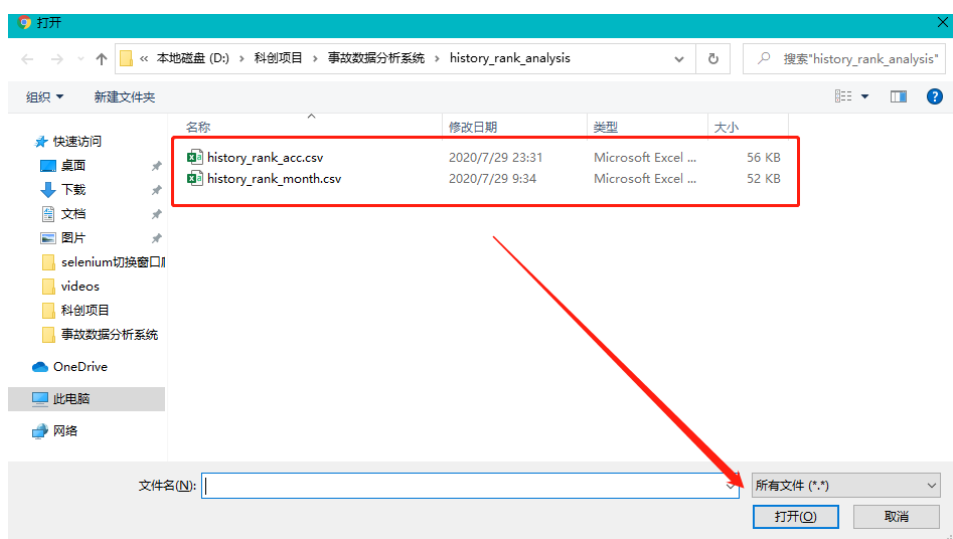 打开
« 本地磁盘 (D:) › 科创项目 › 事故数据分析系统 › history_rank_analysis
搜索"history_rank_analysis"
组织 新建文件夹
名称 修改日期 类型 大小
快速访问
桌面
下载
文档
图片
selenium切换窗口
videos
科创项目
事故数据分析系统
OneDrive
此电脑
网络
history_rank_acc.csv 2020/7/29 23:31 Microsoft Excel ... 56 KB
history_rank_month.csv 2020/7/29 9:34 Microsoft Excel ... 52 KB
文件名(N): 所有文件 (*.*)
打开(O) 取消